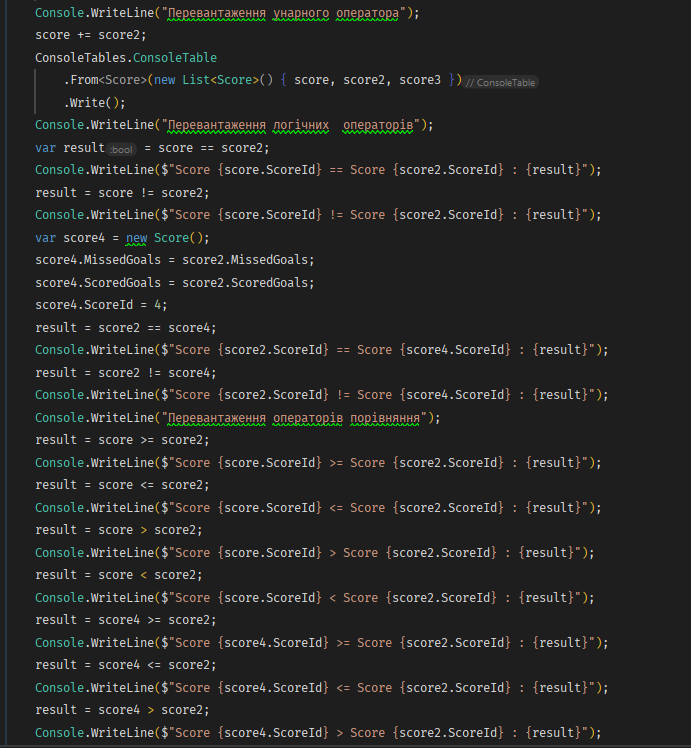 Console.WriteLine("Перевантаження унарного оператора");
score += score2;
ConsoleTables.ConsoleTable
.From<Score>(new List<Score>() { score, score2, score3 }) // ConsoleTable
.Write();
Console.WriteLine("Перевантаження логічних  операторів");
var result :bool = score == score2;
Console.WriteLine($"Score {score.ScoreId} == Score {score2.ScoreId} : {result}");
result = score != score2;
Console.WriteLine($"Score {score.ScoreId} != Score {score2.ScoreId} : {result}");
var score4 = new Score();
score4.MissedGoals = score2.MissedGoals;
score4.ScoredGoals = score2.ScoredGoals;
score4.ScoreId = 4;
result = score2 == score4;
Console.WriteLine($"Score {score2.ScoreId} == Score {score4.ScoreId} : {result}");
result = score2 != score4;
Console.WriteLine($"Score {score2.ScoreId} != Score {score4.ScoreId} : {result}");
Console.WriteLine("Перевантаження операторів порівняння");
result = score >= score2;
Console.WriteLine($"Score {score.ScoreId} >= Score {score2.ScoreId} : {result}");
result = score <= score2;
Console.WriteLine($"Score {score.ScoreId} <= Score {score2.ScoreId} : {result}");
result = score > score2;
Console.WriteLine($"Score {score.ScoreId} > Score {score2.ScoreId} : {result}");
result = score < score2;
Console.WriteLine($"Score {score.ScoreId} < Score {score2.ScoreId} : {result}");
result = score4 >= score2;
Console.WriteLine($"Score {score4.ScoreId} >= Score {score2.ScoreId} : {result}");
result = score4 <= score2;
Console.WriteLine($"Score {score4.ScoreId} <= Score {score2.ScoreId} : {result}");
result = score4 > score2;
Console.WriteLine($"Score {score4.ScoreId} > Score {score2.ScoreId} : {result}");